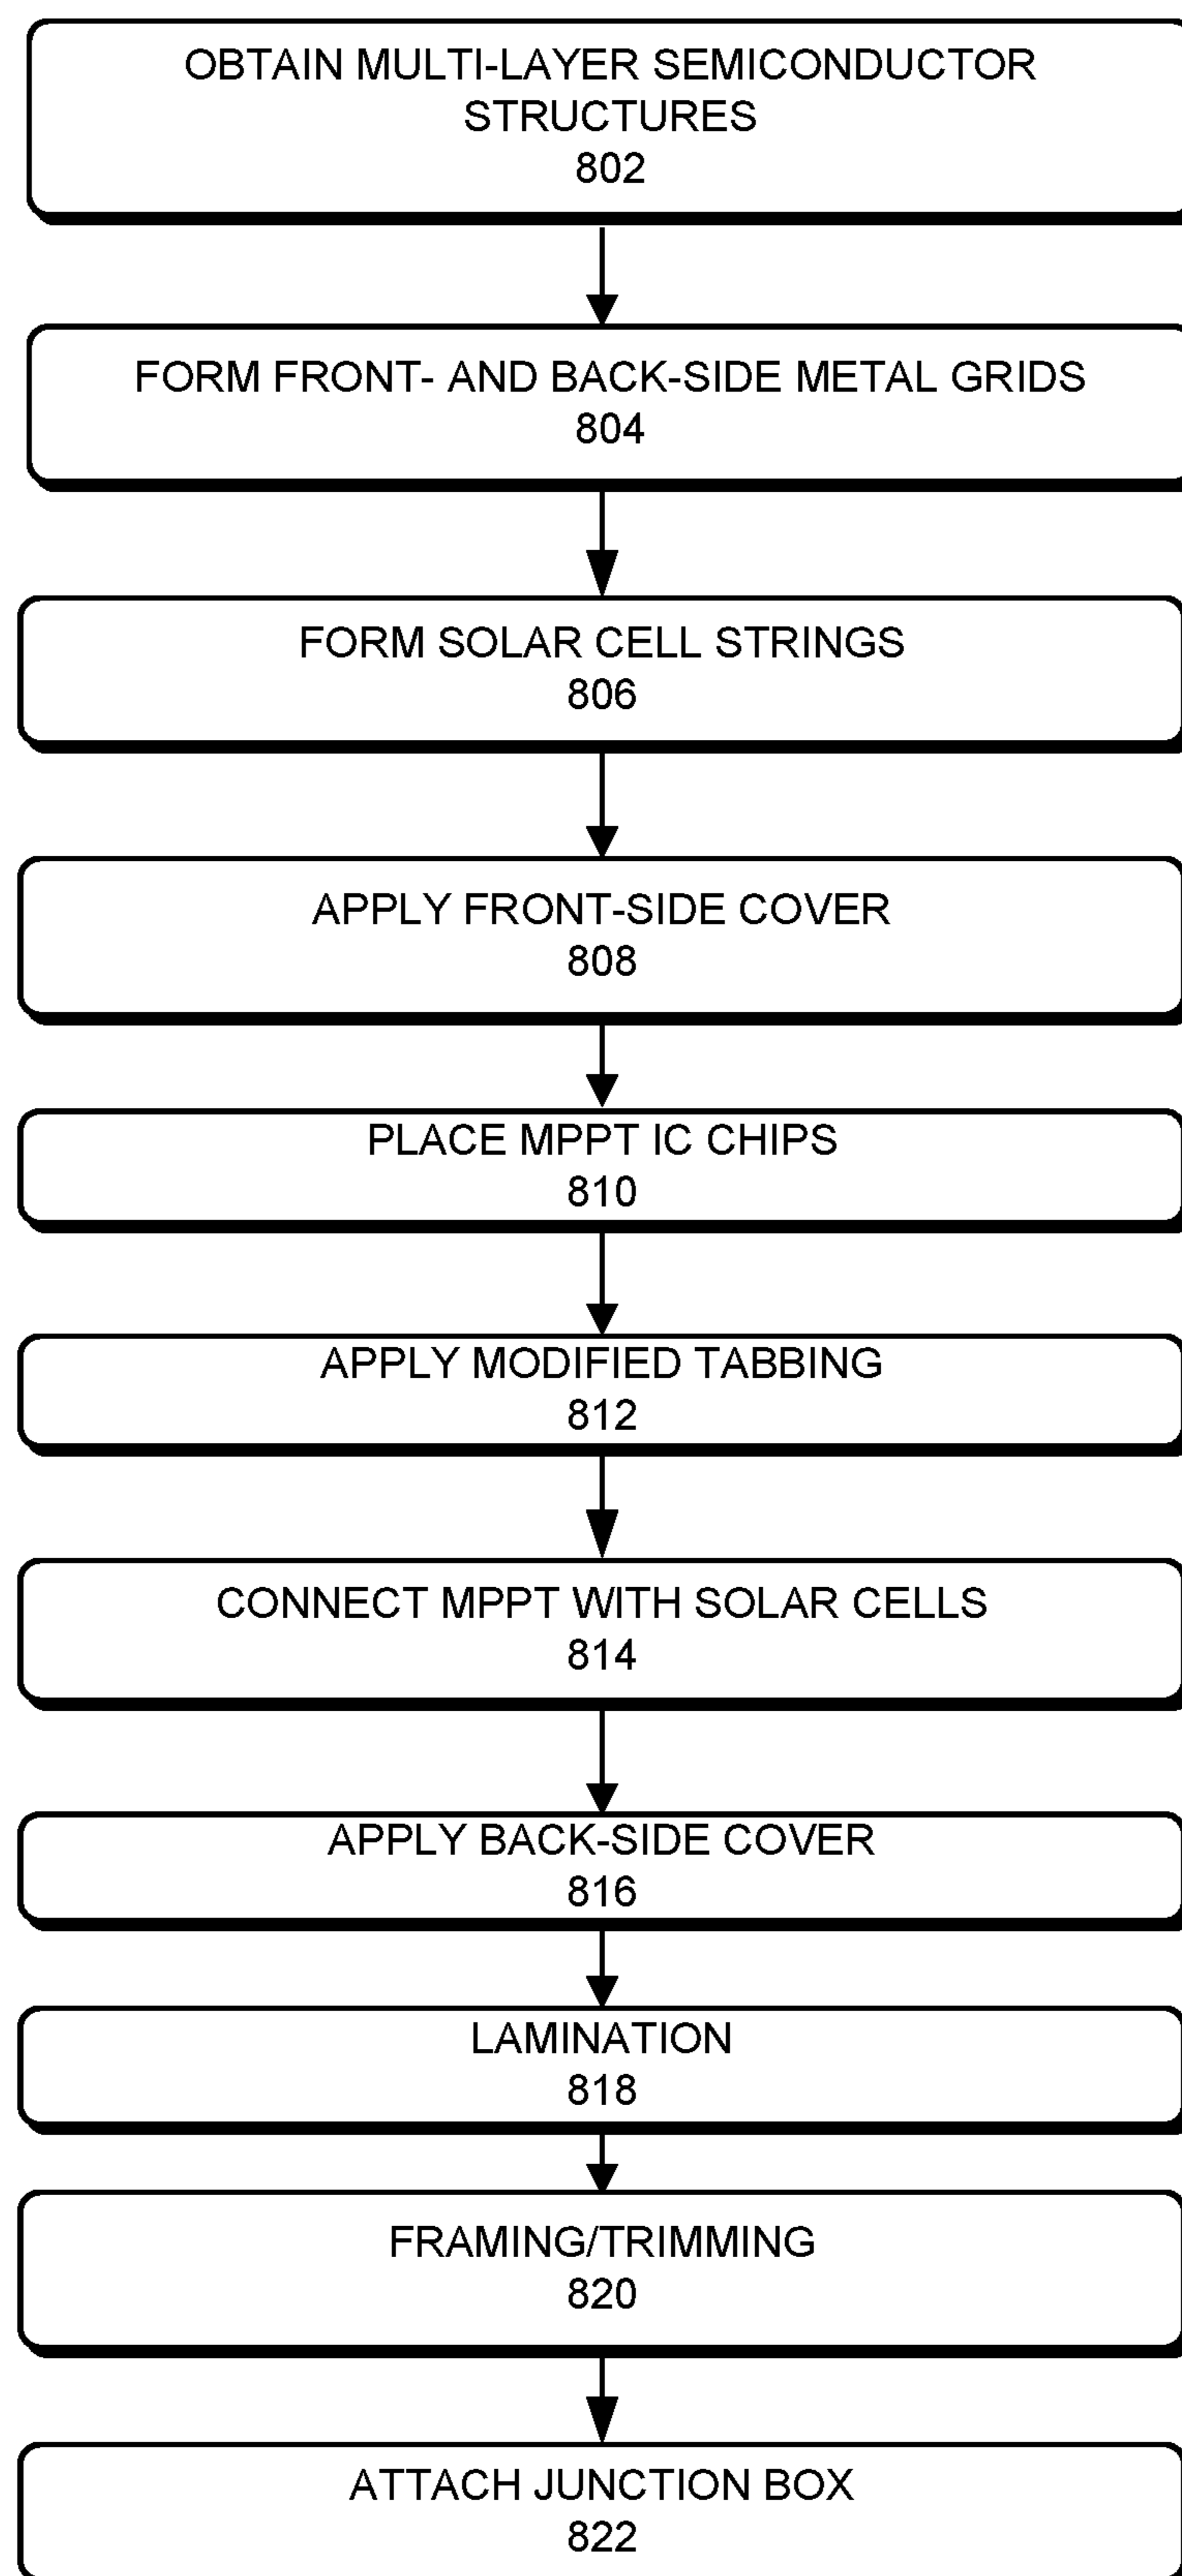 OBTAIN MULTI-LAYER SEMICONDUCTOR
STRUCTURES
802
FORM FRONT- AND BACK-SIDE METAL GRIDS
804
FORM SOLAR CELL STRINGS
806
APPLY FRONT-SIDE COVER
808
PLACE MPPT IC CHIPS
810
APPLY MODIFIED TABBING
812
CONNECT MPPT WITH SOLAR CELLS
814
APPLY BACK-SIDE COVER
816
LAMINATION
818
FRAMING/TRIMMING
820
ATTACH JUNCTION BOX
822